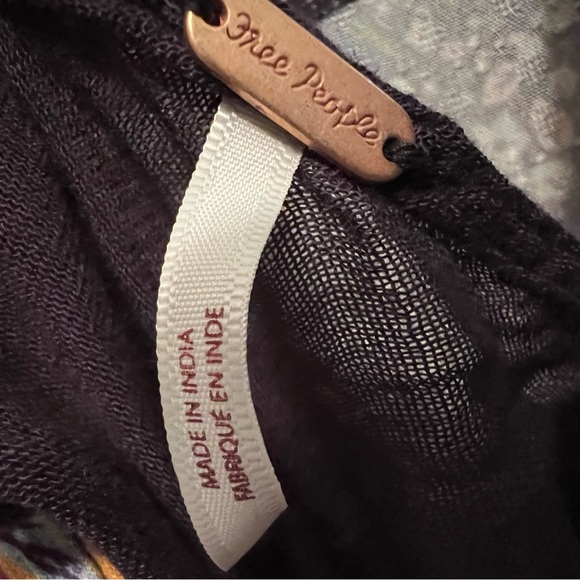 Free People
MADE IN INDIA
FABRIQUÉ EN INDE